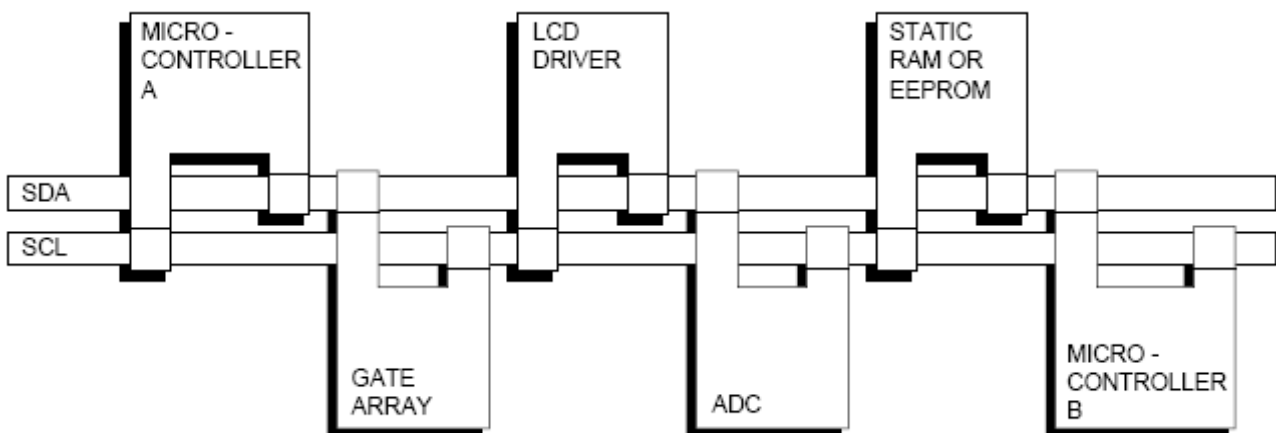 MICRO -
CONTROLLER
A
LCD
DRIVER
STATIC
RAM OR
EEPROM
SDA
SCL
GATE
ARRAY
ADC
MICRO -
CONTROLLER
B